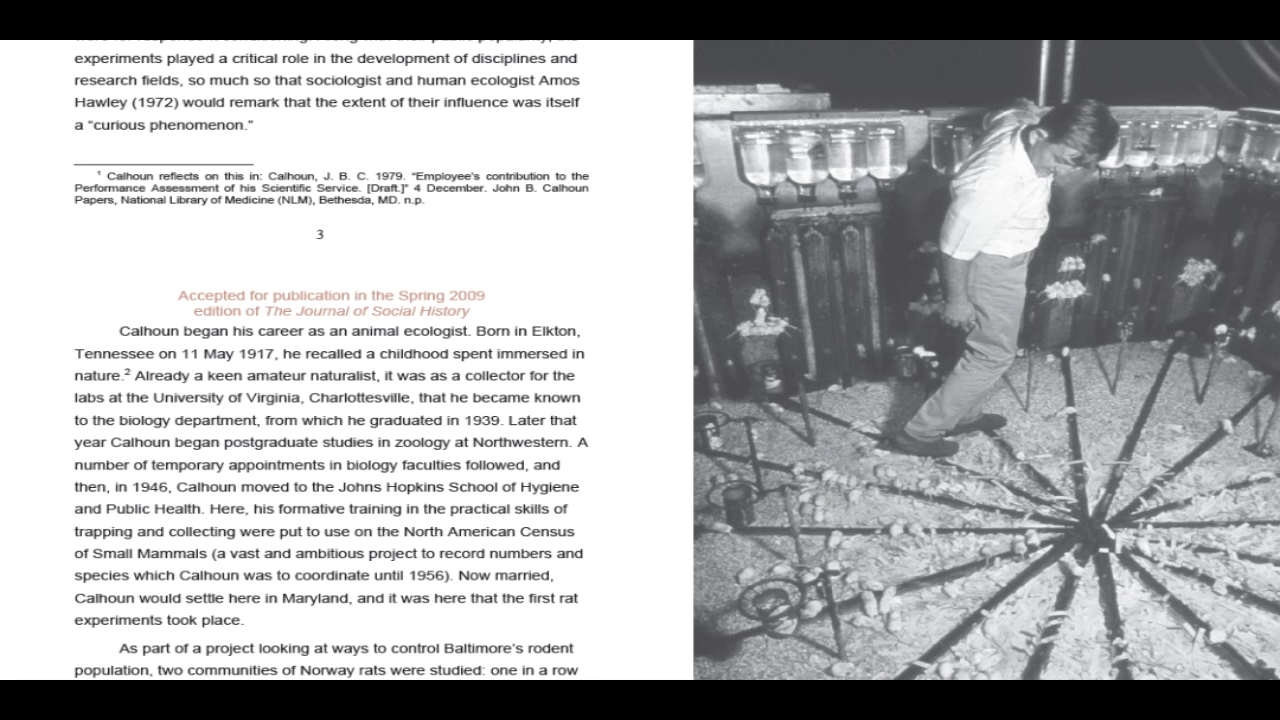 experiments played a critical role in the development of disciplines and
research fields, so much so that sociologist and human ecologist Amos
Hawley (1972) would remark that the extent of their influence was itself
a “curious phenomenon.”
¹ Calhoun reflects on this in: Calhoun, J. B. C. 1979. “Employee’s contribution to the
Performance Assessment of his Scientific Service. [Draft.]” 4 December. John B. Calhoun
Papers, National Library of Medicine (NLM), Bethesda, MD. n.p.
3
Accepted for publication in the Spring 2009
edition of The Journal of Social History
Calhoun began his career as an animal ecologist. Born in Elkton,
Tennessee on 11 May 1917, he recalled a childhood spent immersed in
nature.² Already a keen amateur naturalist, it was as a collector for the
labs at the University of Virginia, Charlottesville, that he became known
to the biology department, from which he graduated in 1939. Later that
year Calhoun began postgraduate studies in zoology at Northwestern. A
number of temporary appointments in biology faculties followed, and
then, in 1946, Calhoun moved to the Johns Hopkins School of Hygiene
and Public Health. Here, his formative training in the practical skills of
trapping and collecting were put to use on the North American Census
of Small Mammals (a vast and ambitious project to record numbers and
species which Calhoun was to coordinate until 1956). Now married,
Calhoun would settle here in Maryland, and it was here that the first rat
experiments took place.
As part of a project looking at ways to control Baltimore’s rodent
population, two communities of Norway rats were studied: one in a row